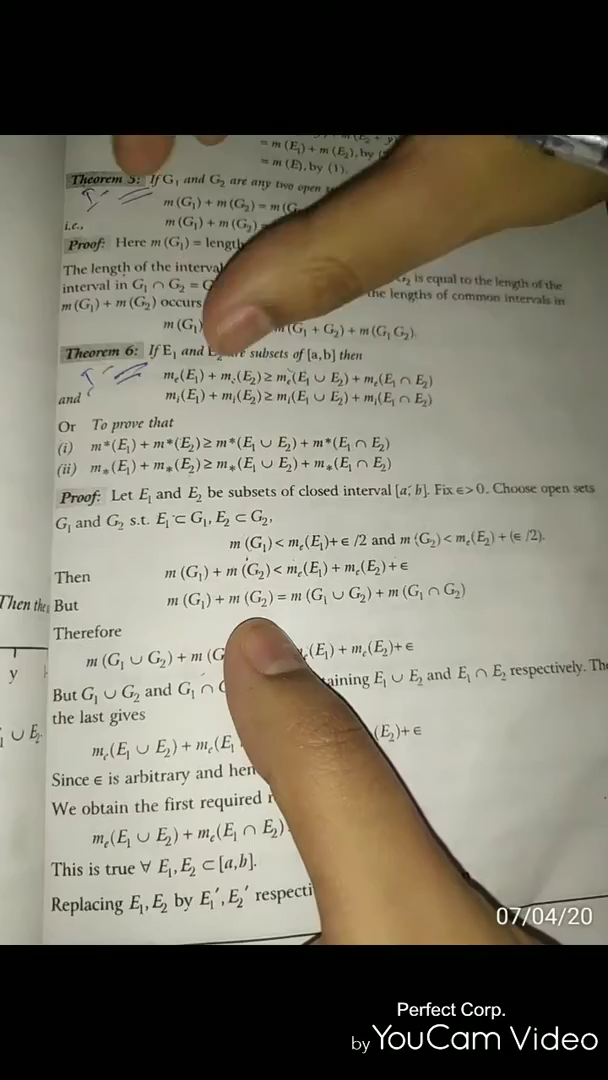 = m (E₁) + m (E₂), by (
= m (E), by (1).
Theorem 5: If G₁ and G₂ are any two open
m (G₁) + m (G₂) = m (G
i.e., m (G₁) + m (G₂) =
Proof: Here m (G₁) = length
The length of the interval
G₂ is equal to the length of the
interval in G₁ ∩ G₂ =
the lengths of common intervals in
m (G₁) + m (G₂) occurs
m (G₁) m (G₁ + G₂) + m (G₁ G₂).
Theorem 6: If E₁ and E₂ are subsets of [a,b] then
mₑ(E₁) + mₑ(E₂) ≥ mₑ(E₁ ∪ E₂) + mₑ(E₁ ∩ E₂)
and mᵢ(E₁) + mᵢ(E₂) ≥ mᵢ(E₁ ∪ E₂) + mᵢ(E₁ ∩ E₂)
Or To prove that
(i) m*(E₁) + m*(E₂) ≥ m*(E₁ ∪ E₂) + m*(E₁ ∩ E₂)
(ii) m⁎(E₁) + m⁎(E₂) ≥ m⁎(E₁ ∪ E₂) + m⁎(E₁ ∩ E₂)
Proof: Let E₁ and E₂ be subsets of closed interval [a, b]. Fix ∈ > 0. Choose open sets
G₁ and G₂ s.t. E₁ ⊂ G₁, E₂ ⊂ G₂,
m (G₁) < mₑ(E₁) + ∈ /2 and m (G₂) < mₑ(E₂) + (∈ /2).
Then m (G₁) + m (G₂) < mₑ(E₁) + mₑ(E₂) + ∈
Then the
But m (G₁) + m (G₂) = m (G₁ ∪ G₂) + m (G₁ ∩ G₂)
Therefore
m (G₁ ∪ G₂) + m (G (E₁) + mₑ(E₂) + ∈
y
But G₁ ∪ G₂ and G₁ ∩ taining E₁ ∪ E₂ and E₁ ∩ E₂ respectively. The
the last gives
∪ E₂
mₑ(E₁ ∪ E₂) + mₑ(E₁ (E₂) + ∈
Since ∈ is arbitrary and hen
We obtain the first required
mₑ(E₁ ∪ E₂) + mₑ(E₁ ∩ E₂)
This is true ∀ E₁, E₂ ⊂ [a,b].
Replacing E₁, E₂ by E₁′, E₂′ respecti
07/04/20
Perfect Corp.
by YouCam Video